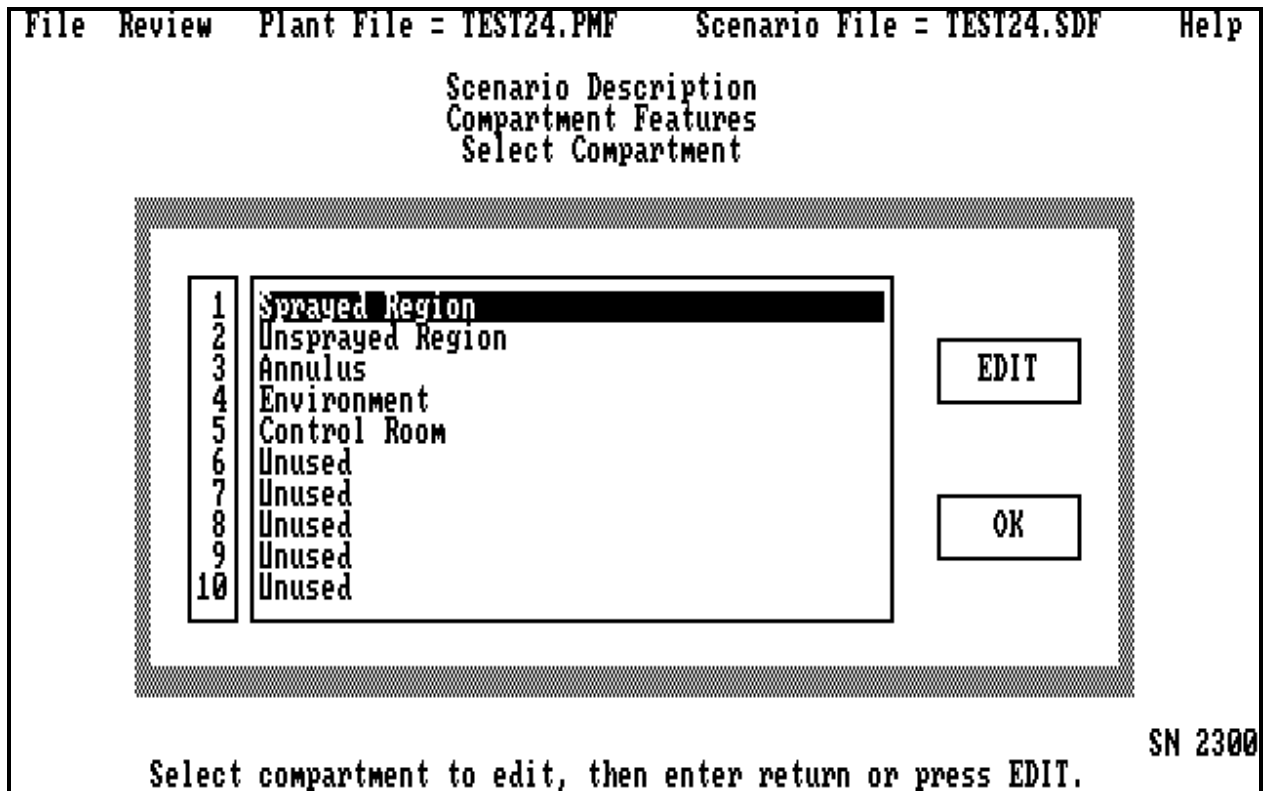 File Review Plant File = TEST24.PMF Scenario File = TEST24.SDF Help
Scenario Description
Compartment Features
Select Compartment
1 Sprayed Region
2 Unsprayed Region
3 Annulus
4 Environment
5 Control Room
6 Unused
7 Unused
8 Unused
9 Unused
10 Unused
EDIT
OK
SN 2300
Select compartment to edit, then enter return or press EDIT.